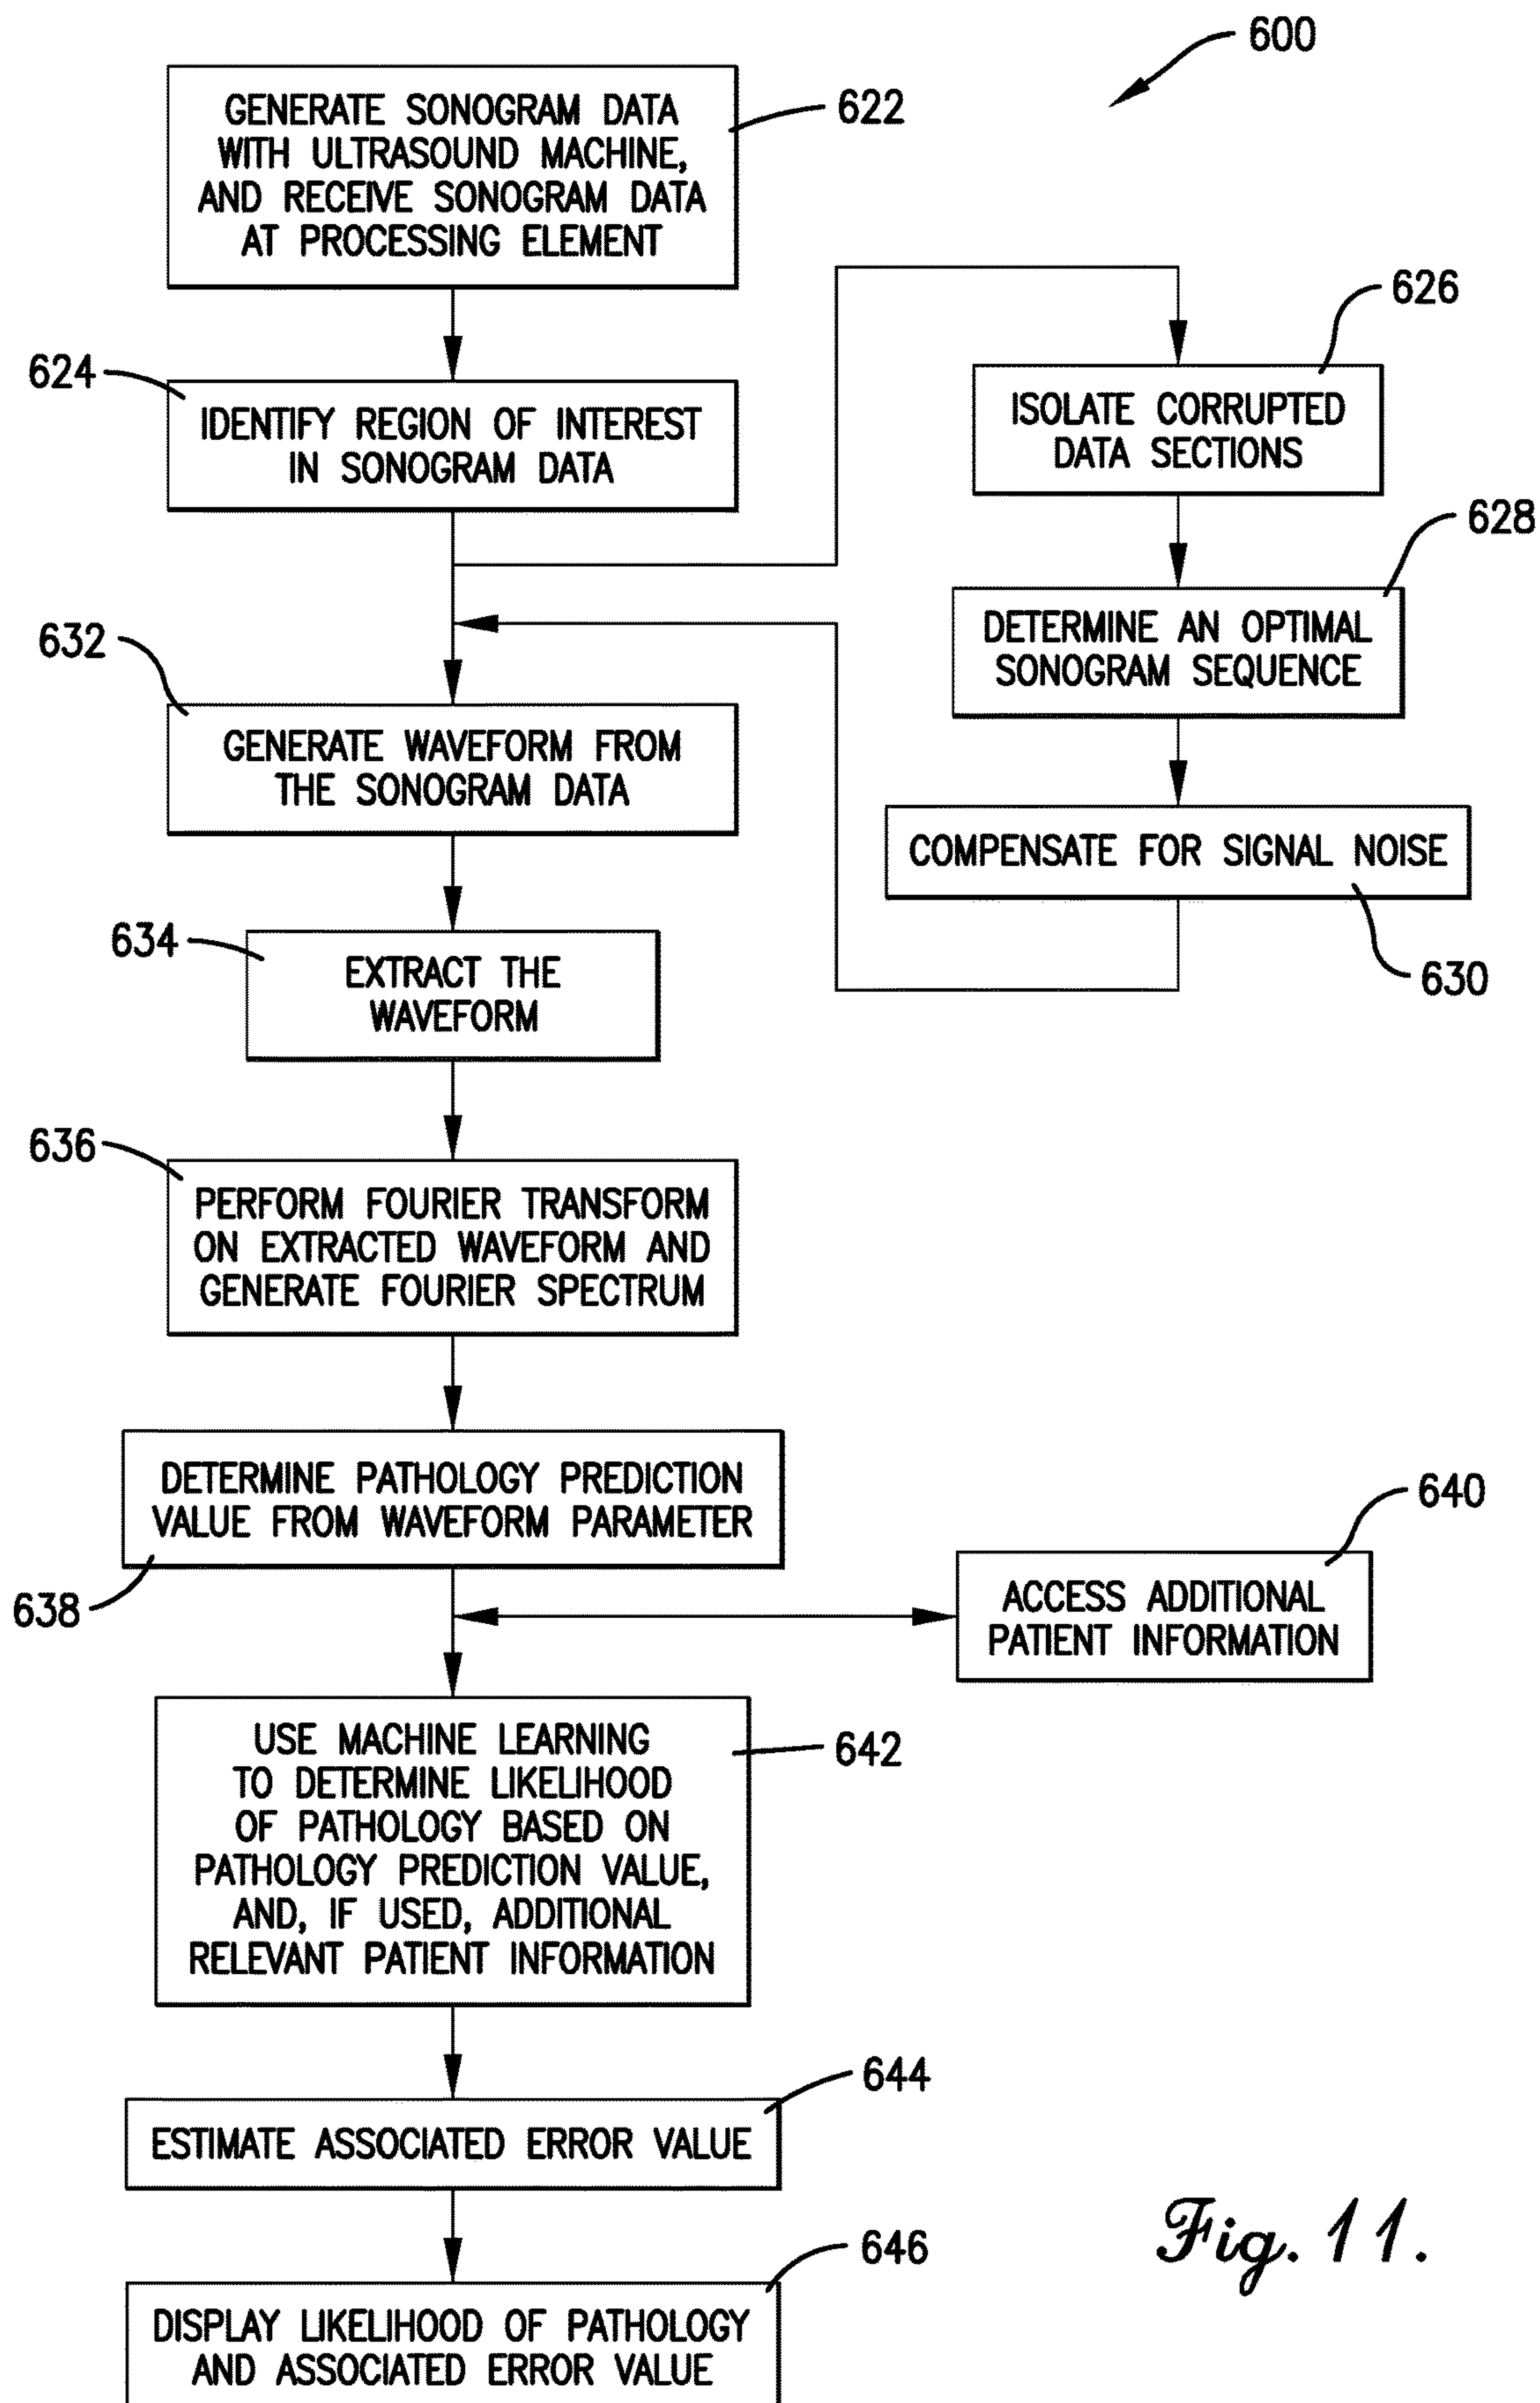 600
GENERATE SONOGRAM DATA
WITH ULTRASOUND MACHINE,
AND RECEIVE SONOGRAM DATA
AT PROCESSING ELEMENT
622
624
IDENTIFY REGION OF INTEREST
IN SONOGRAM DATA
626
ISOLATE CORRUPTED
DATA SECTIONS
628
DETERMINE AN OPTIMAL
SONOGRAM SEQUENCE
COMPENSATE FOR SIGNAL NOISE
630
632
GENERATE WAVEFORM FROM
THE SONOGRAM DATA
634
EXTRACT THE
WAVEFORM
636
PERFORM FOURIER TRANSFORM
ON EXTRACTED WAVEFORM AND
GENERATE FOURIER SPECTRUM
DETERMINE PATHOLOGY PREDICTION
VALUE FROM WAVEFORM PARAMETER
638
640
ACCESS ADDITIONAL
PATIENT INFORMATION
USE MACHINE LEARNING
TO DETERMINE LIKELIHOOD
OF PATHOLOGY BASED ON
PATHOLOGY PREDICTION VALUE,
AND, IF USED, ADDITIONAL
RELEVANT PATIENT INFORMATION
642
644
ESTIMATE ASSOCIATED ERROR VALUE
646
DISPLAY LIKELIHOOD OF PATHOLOGY
AND ASSOCIATED ERROR VALUE
Fig. 11.